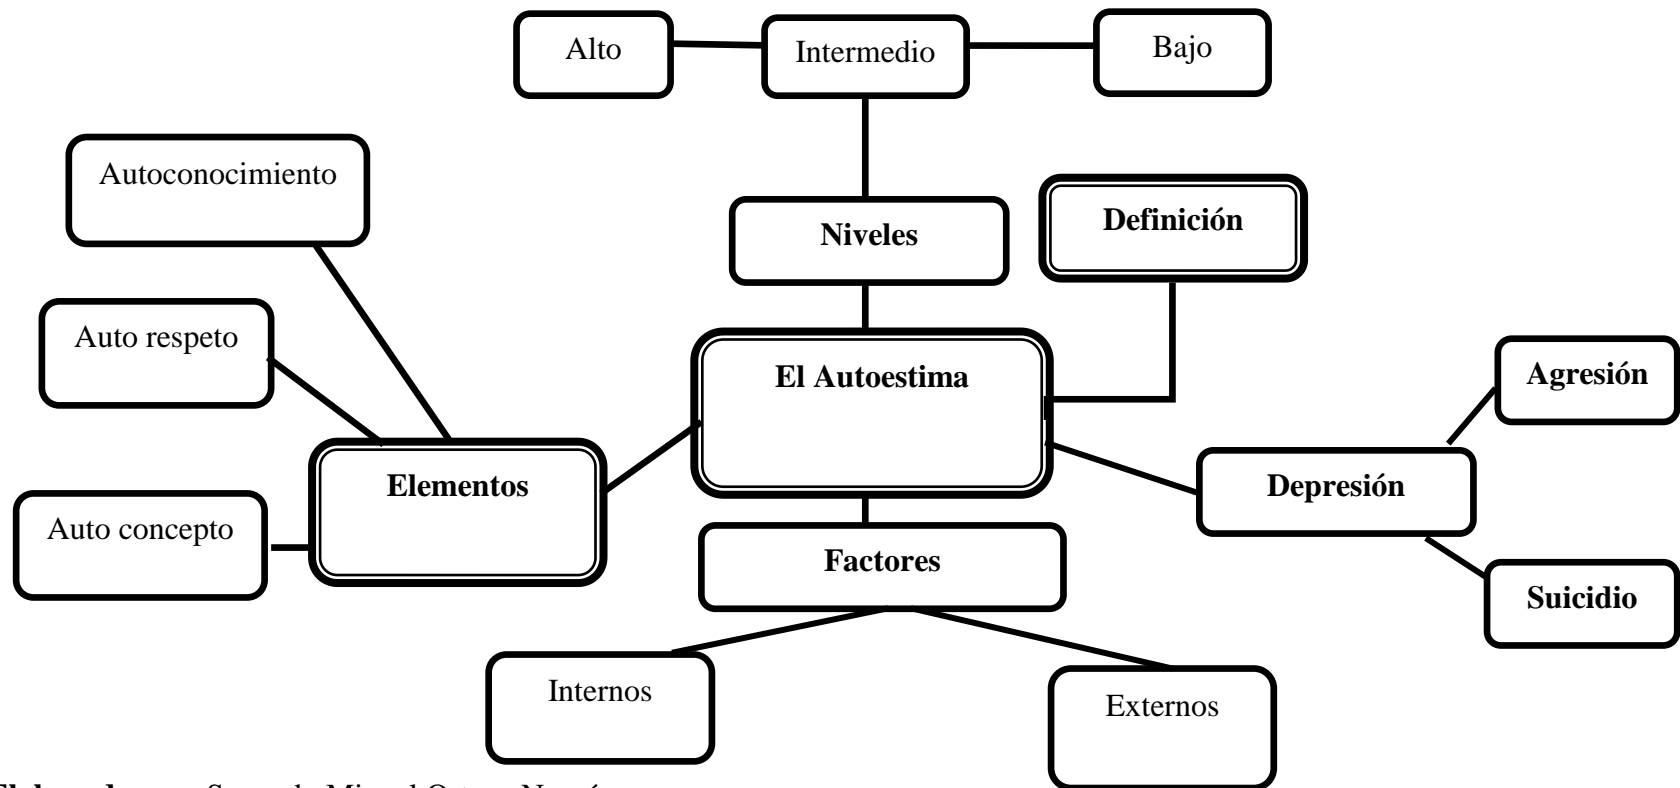 Alto
Intermedio
Bajo
Autoconocimiento
Niveles
Definición
Auto respeto
El Autoestima
Agresión
Elementos
Depresión
Auto concepto
Factores
Suicidio
Internos
Externos